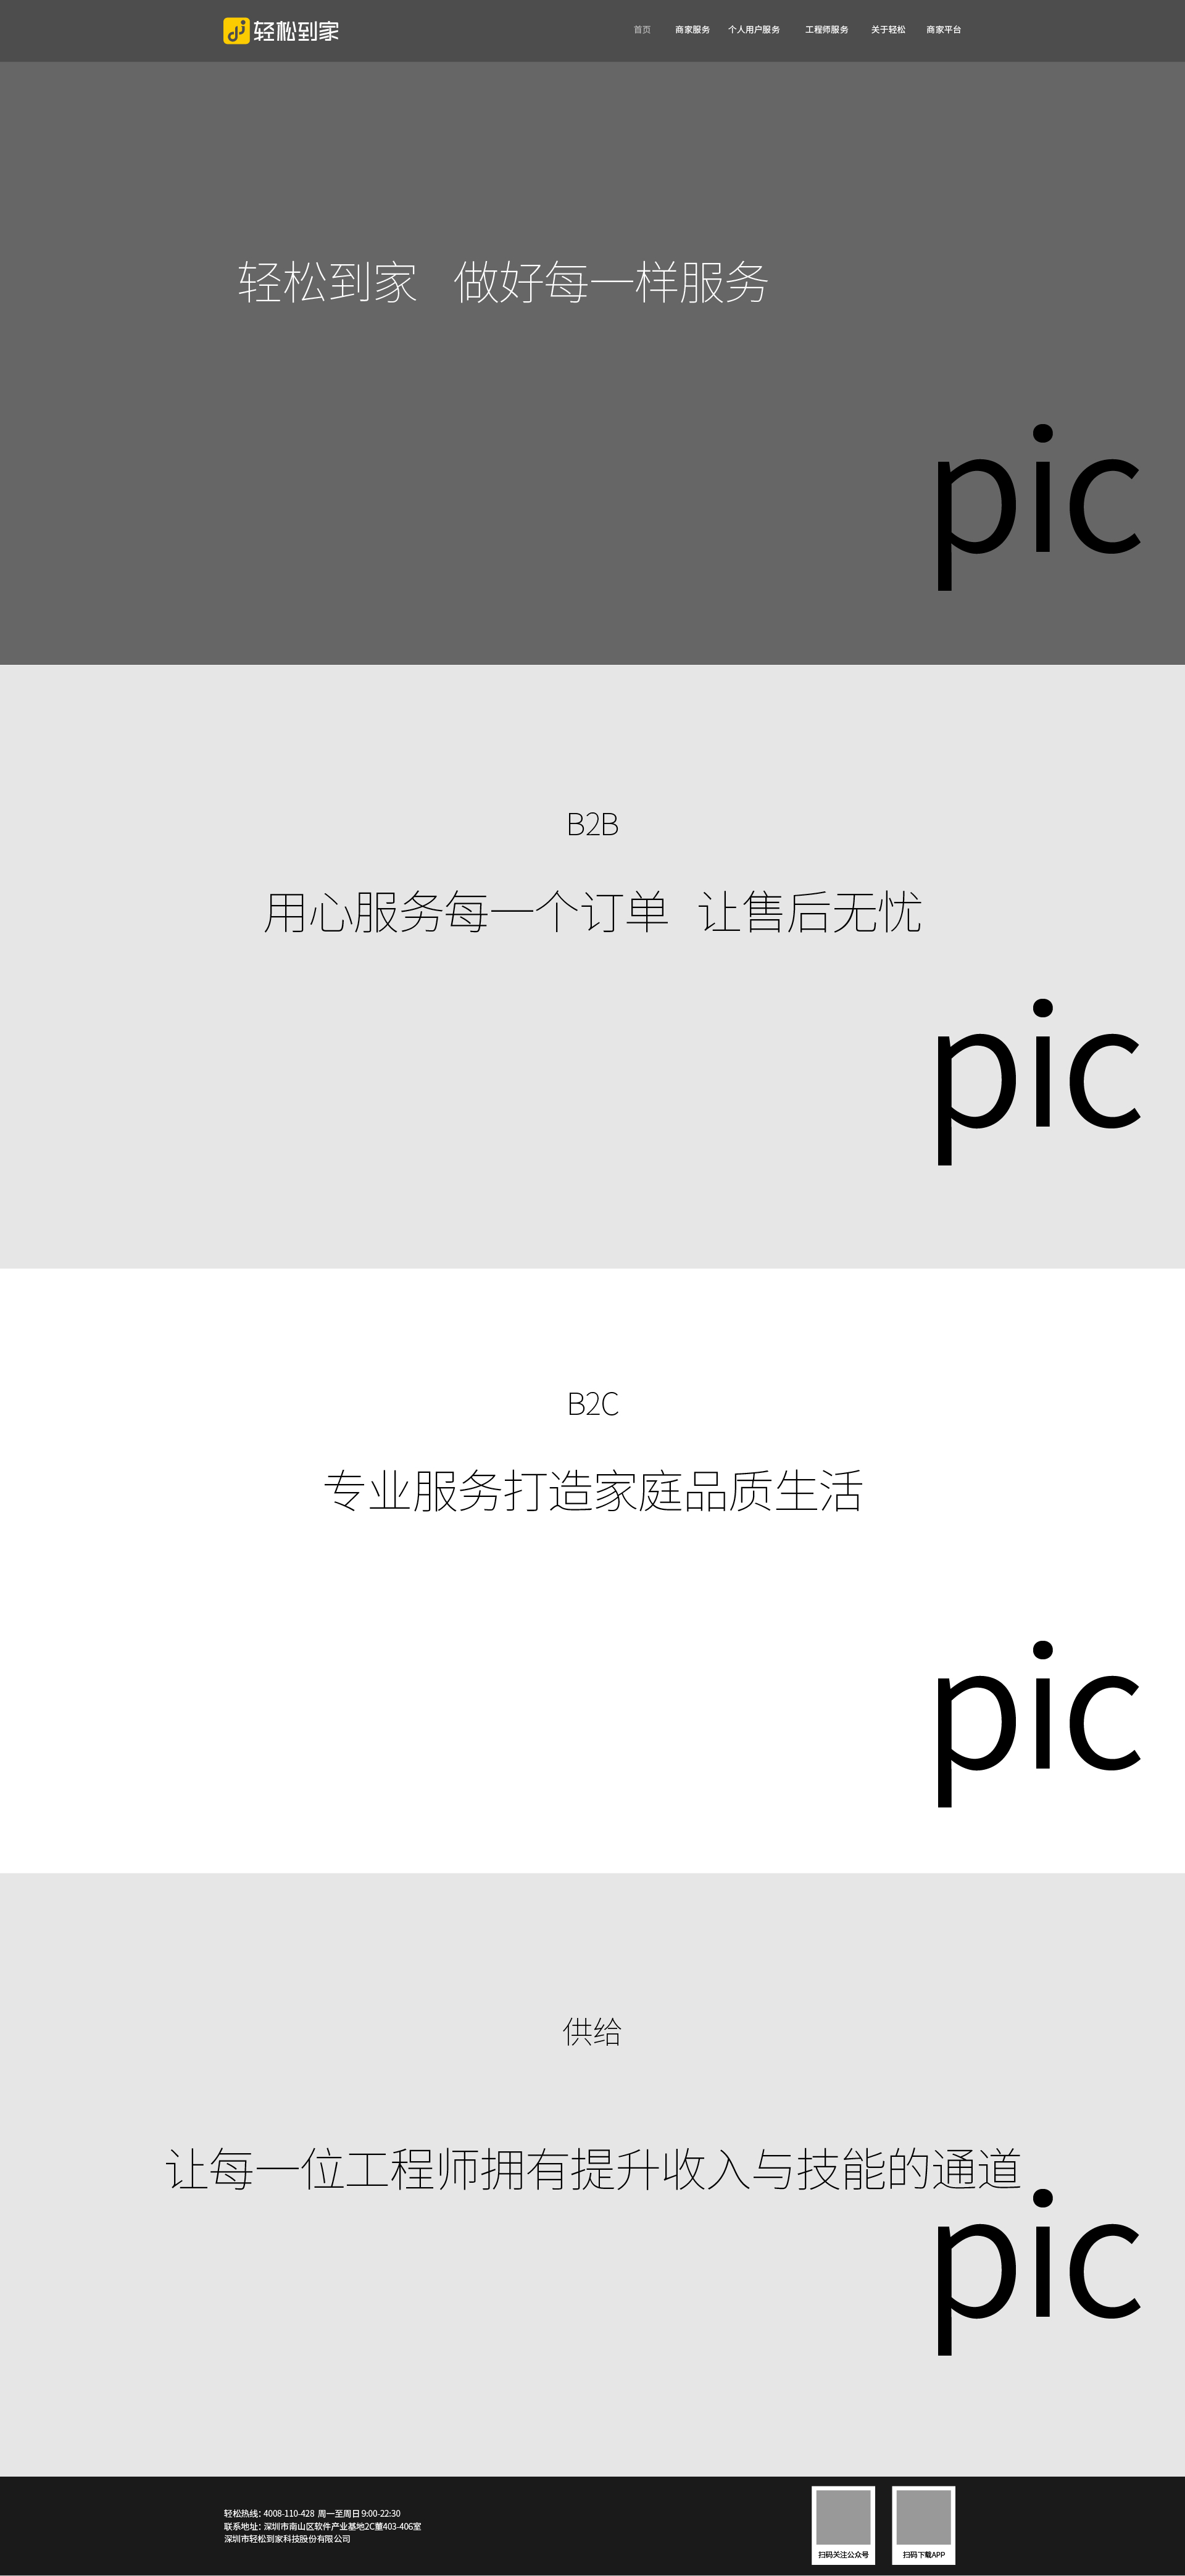 轻松到家
首页 商家服务 个人用户服务 工程师服务 关于轻松 商家平台
轻松到家 做好每一样服务
pic
B2B
用心服务每一个订单 让售后无忧
pic
B2C
专业服务打造家庭品质生活
pic
供给
让每一位工程师拥有提升收入与技能的通道
pic
轻松热线：4008-110-428 周一至周日 9:00-22:30
联系地址：深圳市南山区软件产业基地2C董403-406室
深圳市轻松到家科技股份有限公司
扫码关注公众号
扫码下载APP